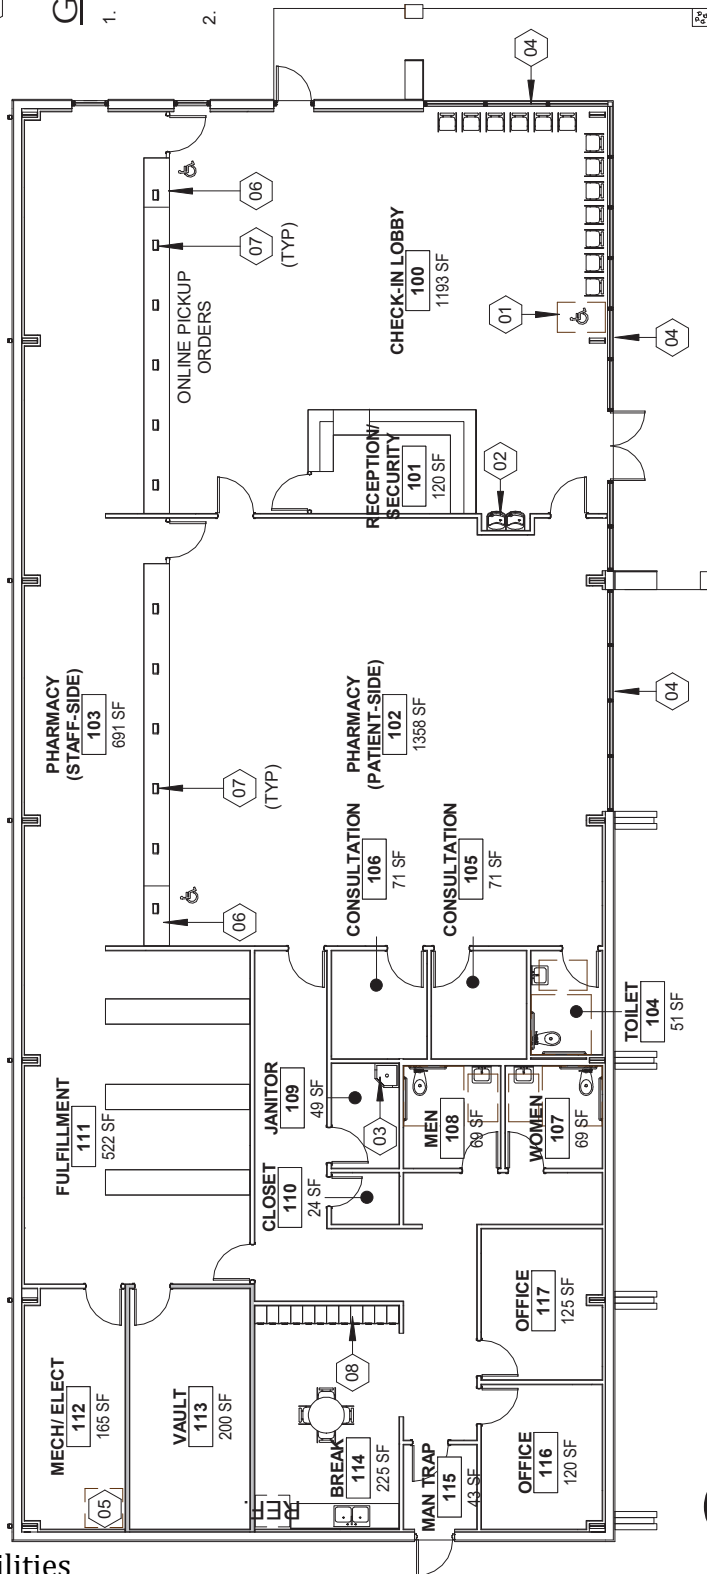 G
1.
2.
04
06
07
(TYP)
ONLINE PICKUP
ORDERS
CHECK-IN LOBBY
100
1193 SF
01
04
RECEPTION/
SECURITY
101
120 SF
02
PHARMACY
(STAFF-SIDE)
103
691 SF
07
(TYP)
06
PHARMACY
(PATIENT-SIDE)
102
1358 SF
04
CONSULTATION
106
71 SF
CONSULTATION
105
71 SF
TOILET
104
51 SF
FULFILLMENT
111
522 SF
JANITOR
109
49 SF
03
CLOSET
110
24 SF
MEN
108
69 SF
WOMEN
107
69 SF
MECH/ ELECT
112
165 SF
05
VAULT
113
200 SF
08
BREAK
114
225 SF
REF.
MAN TRAP
115
43 SF
OFFICE
117
125 SF
OFFICE
116
120 SF
ilities